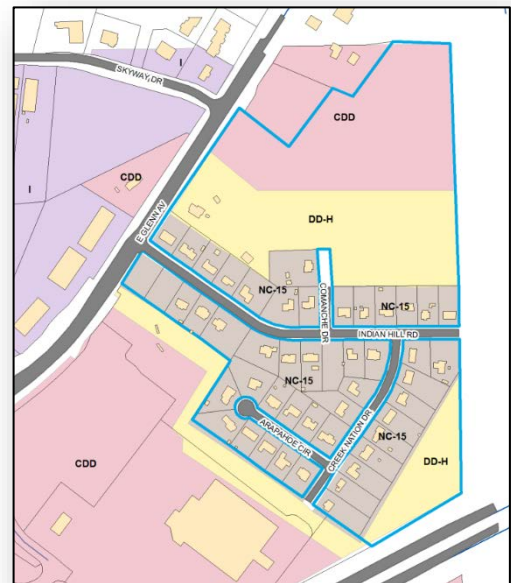 I
SKYWAY DR
CDD
CDD
I
E GLENN AV
DD-H
NC-15
COMANCHE DR
NC-15
INDIAN HILL RD
NC-15
ARAPAHOE CIR
CREEK NATION DR
NC-15
CDD
DD-H